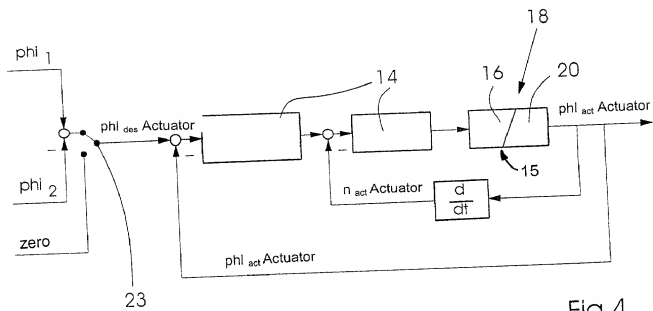 phi 1
18
14
16
20
phi des Actuator
phi act Actuator
15
phi 2
n act Actuator
d
dt
zero
phi act Actuator
23
Fig 4